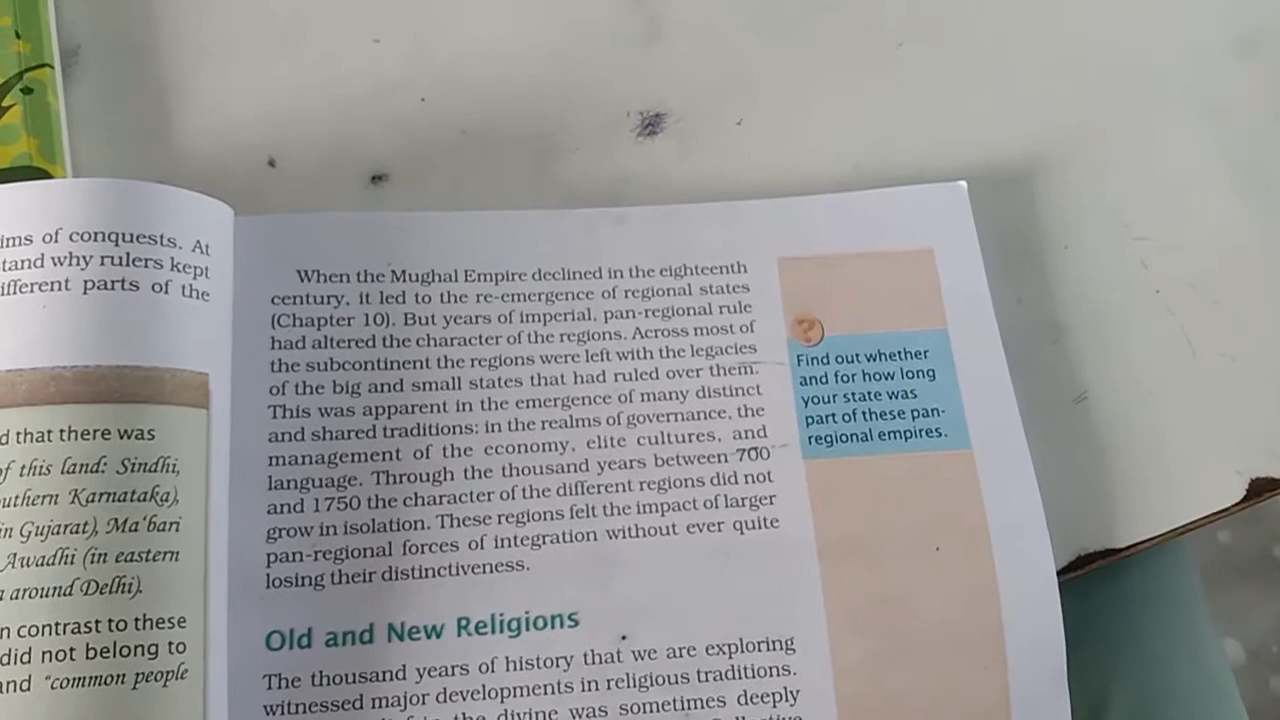 ims of conquests. At
tand why rulers kept
ifferent parts of the
d that there was
of this land: Sindhi,
uthern Karnataka),
in Gujarat), Ma‘bari
Awadhi (in eastern
a around Delhi).
n contrast to these
did not belong to
and “common people
When the Mughal Empire declined in the eighteenth
century, it led to the re-emergence of regional states
(Chapter 10). But years of imperial, pan-regional rule
had altered the character of the regions. Across most of
the subcontinent the regions were left with the legacies
of the big and small states that had ruled over them.
This was apparent in the emergence of many distinct
and shared traditions: in the realms of governance, the
management of the economy, elite cultures, and
language. Through the thousand years between 700
and 1750 the character of the different regions did not
grow in isolation. These regions felt the impact of larger
pan-regional forces of integration without ever quite
losing their distinctiveness.
Old and New Religions
The thousand years of history that we are exploring
witnessed major developments in religious traditions.
the divine was sometimes deeply
?
Find out whether
and for how long
your state was
part of these pan-
regional empires.